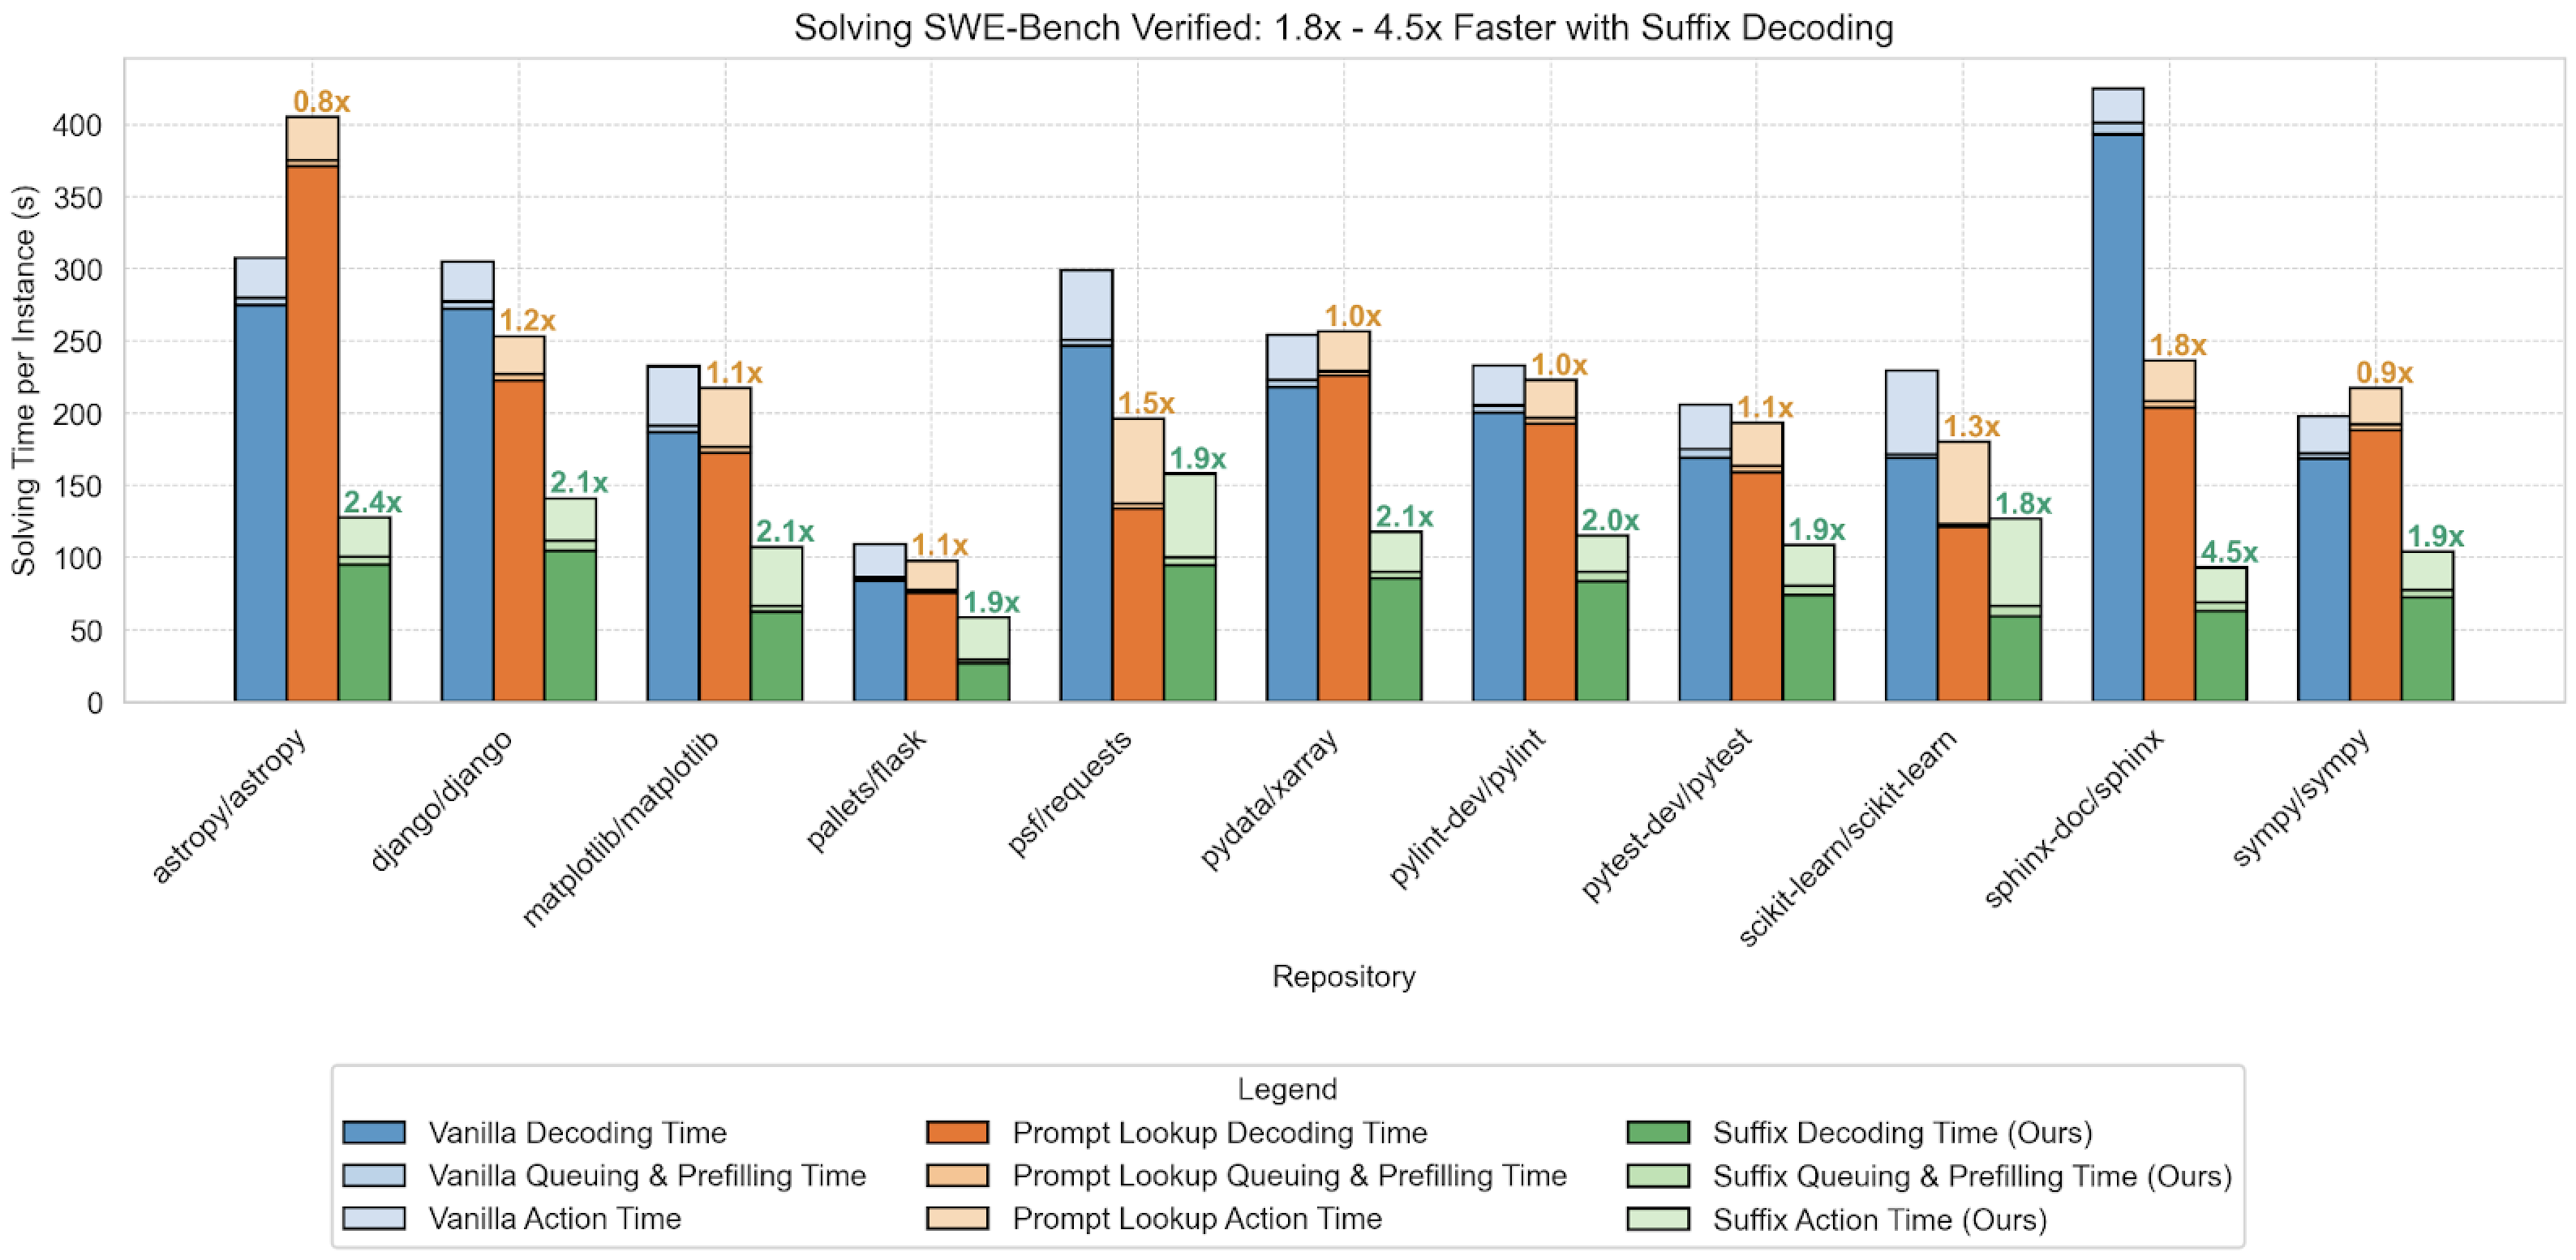 Solving SWE-Bench Verified: 1.8x - 4.5x Faster with Suffix Decoding
Solving Time per Instance (s)
400
350
300
250
200
150
100
50
0
0.8x
2.4x
1.2x
2.1x
1.1x
2.1x
1.1x
1.9x
1.5x
1.9x
1.0x
2.1x
1.0x
2.0x
1.1x
1.9x
1.3x
1.8x
1.8x
4.5x
0.9x
1.9x
astropy/astropy
django/django
matplotlib/matplotlib
pallets/flask
psf/requests
pydata/xarray
pylint-dev/pylint
pytest-dev/pytest
scikit-learn/scikit-learn
sphinx-doc/sphinx
sympy/sympy
Repository
Legend
Vanilla Decoding Time
Vanilla Queuing & Prefilling Time
Vanilla Action Time
Prompt Lookup Decoding Time
Prompt Lookup Queuing & Prefilling Time
Prompt Lookup Action Time
Suffix Decoding Time (Ours)
Suffix Queuing & Prefilling Time (Ours)
Suffix Action Time (Ours)